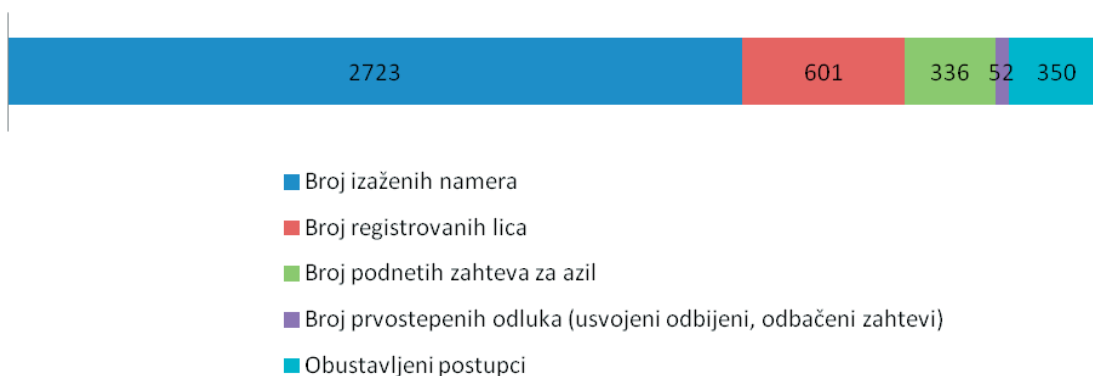 2723 601 336 52 350
Broj izaženih namera
Broj registrovanih lica
Broj podnetih zahteva za azil
Broj prvostepenih odluka (usvojeni odbijeni, odbačeni zahtevi)
Obustavljeni postupci